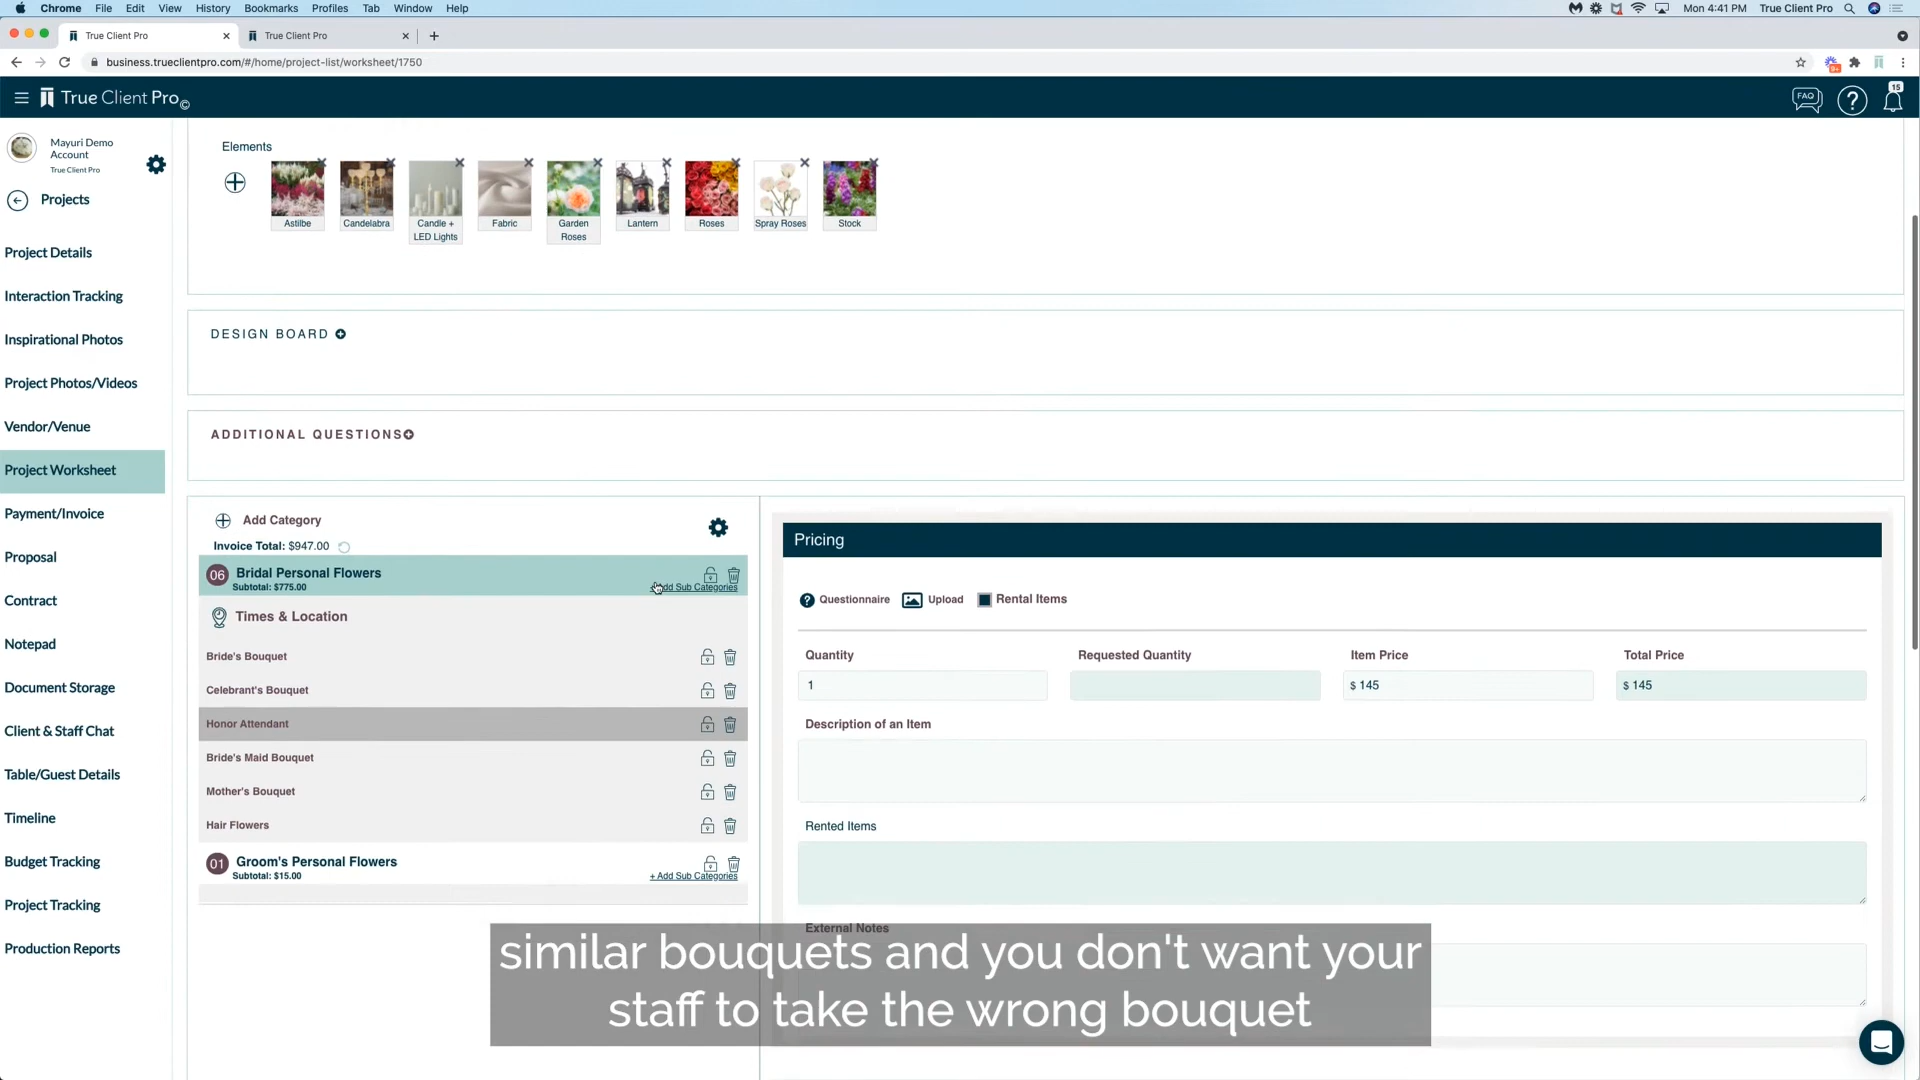 Chrome File Edit View History Bookmarks Profiles Tab Window Help Mon 4:41 PM True Client Pro
True Client Pro True Client Pro
business.trueclientpro.com/#/home/project-list/worksheet/1750
True Client Pro© FAQ ? 15
Mayuri Demo
Account
True Client Pro
Projects
Project Details
Interaction Tracking
Inspirational Photos
Project Photos/Videos
Vendor/Venue
Project Worksheet
Payment/Invoice
Proposal
Contract
Notepad
Document Storage
Client & Staff Chat
Table/Guest Details
Timeline
Budget Tracking
Project Tracking
Production Reports
Elements
Astilbe
Candelabra
Candle +
LED Lights
Fabric
Garden
Roses
Lantern
Roses
Spray Roses
Stock
DESIGN BOARD
ADDITIONAL QUESTIONS
Add Category
Invoice Total: $947.00
06 Bridal Personal Flowers
Subtotal: $775.00 Add Sub Categories
Times & Location
Bride's Bouquet
Celebrant's Bouquet
Honor Attendant
Bride's Maid Bouquet
Mother's Bouquet
Hair Flowers
01 Groom's Personal Flowers
Subtotal: $15.00 + Add Sub Categories
Pricing
Questionnaire Upload Rental Items
Quantity Requested Quantity Item Price Total Price
1 $ 145 $ 145
Description of an Item
Rented Items
External Notes
similar bouquets and you don't want your
staff to take the wrong bouquet